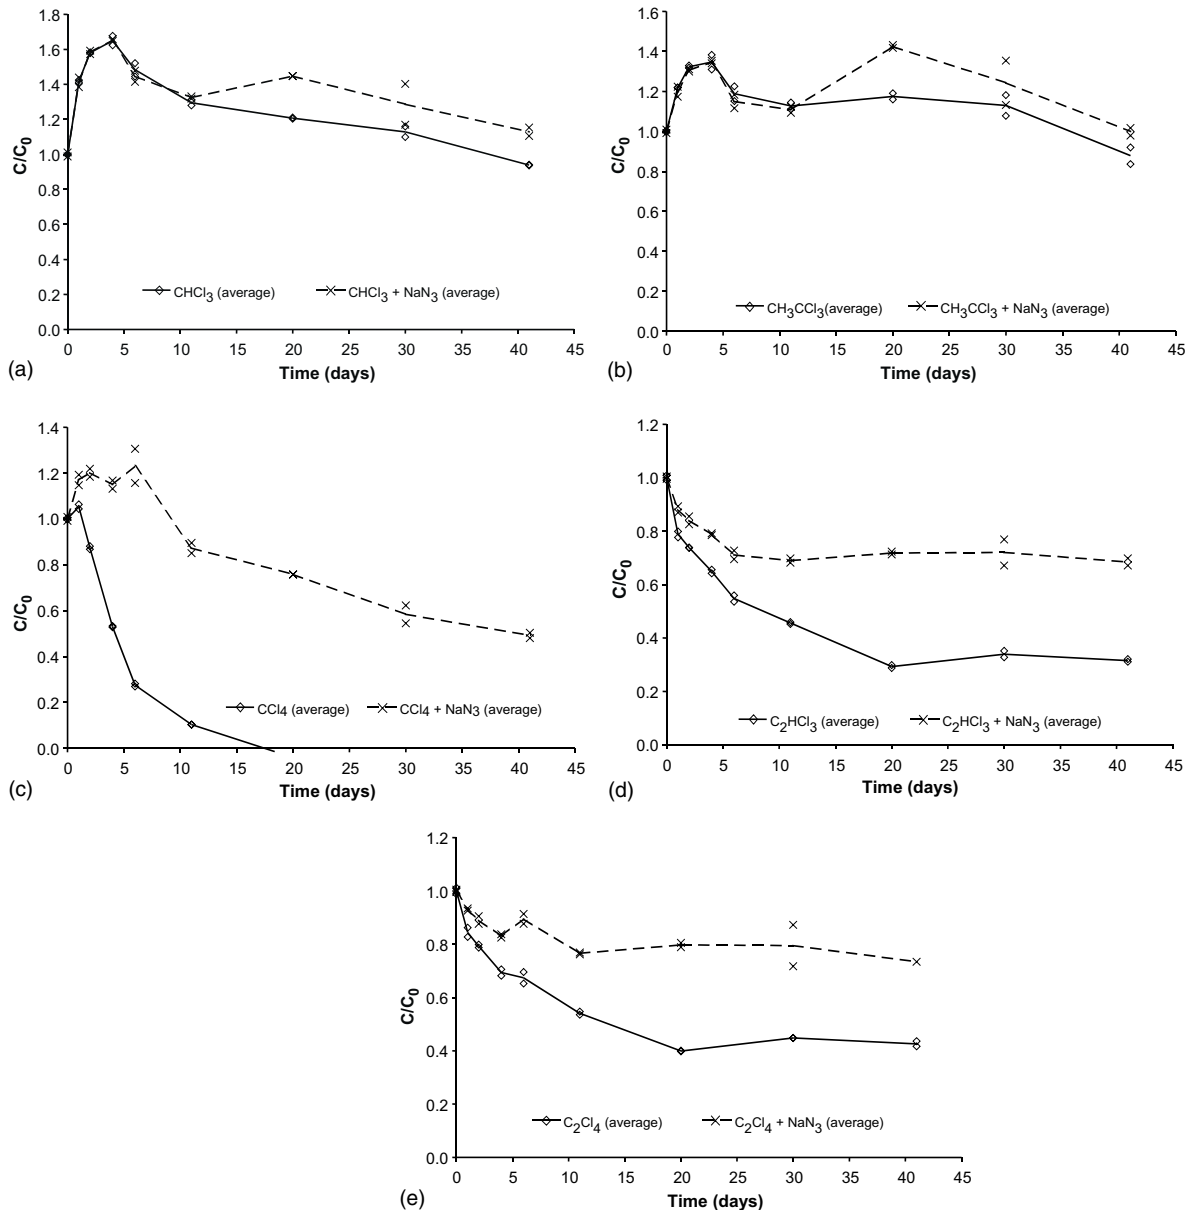 1.8
1.6
1.4
1.2
1.0
0.8
0.6
0.4
0.2
0.0
C/C0
CHCl3 (average)
CHCl3 + NaN3 (average)
0 5 10 15 20 25 30 35 40 45
Time (days)
(a)
1.6
1.4
1.2
1.0
0.8
0.6
0.4
0.2
0.0
C/C0
CH3CCl3(average)
CH3CCl3 + NaN3 (average)
0 5 10 15 20 25 30 35 40 45
Time (days)
(b)
1.4
1.2
1.0
0.8
0.6
0.4
0.2
0.0
C/C0
CCl4 (average)
CCl4 + NaN3 (average)
0 5 10 15 20 25 30 35 40 45
Time (days)
(c)
1.2
1.0
0.8
0.6
0.4
0.2
0.0
C/C0
C2HCl3 (average)
C2HCl3 + NaN3 (average)
0 5 10 15 20 25 30 35 40 45
Time (days)
(d)
1.2
1.0
0.8
0.6
0.4
0.2
0.0
C/C0
C2Cl4 (average)
C2Cl4 + NaN3 (average)
0 5 10 15 20 25 30 35 40 45
Time (days)
(e)